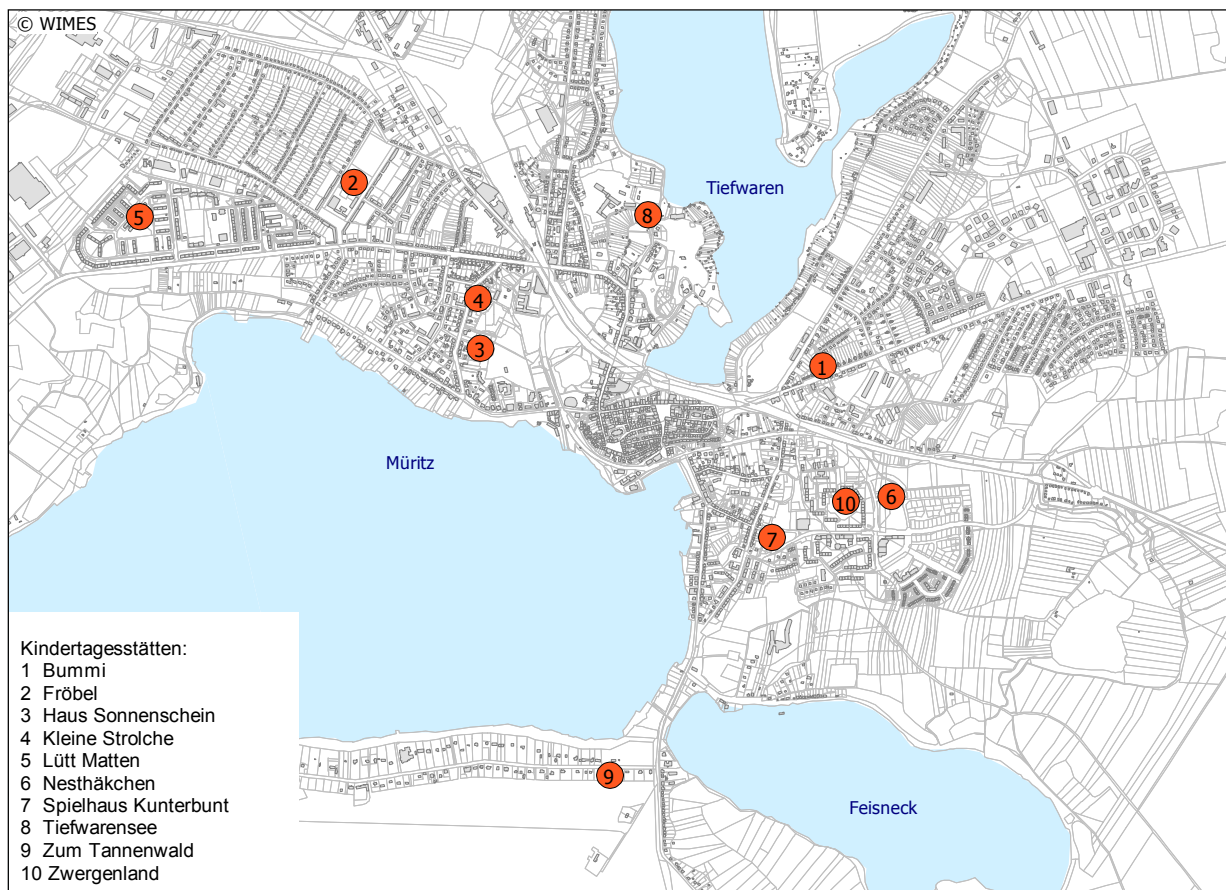 © WIMES
2
5
8
Tiefwaren
4
3
1
Müritz
6
10
7
Kindertagesstätten:
1 Bummi
2 Fröbel
3 Haus Sonnenschein
4 Kleine Strolche
5 Lütt Matten
6 Nesthäkchen
7 Spielhaus Kunterbunt
8 Tiefwarensee
9 Zum Tannenwald
10 Zwergenland
9
Feisneck